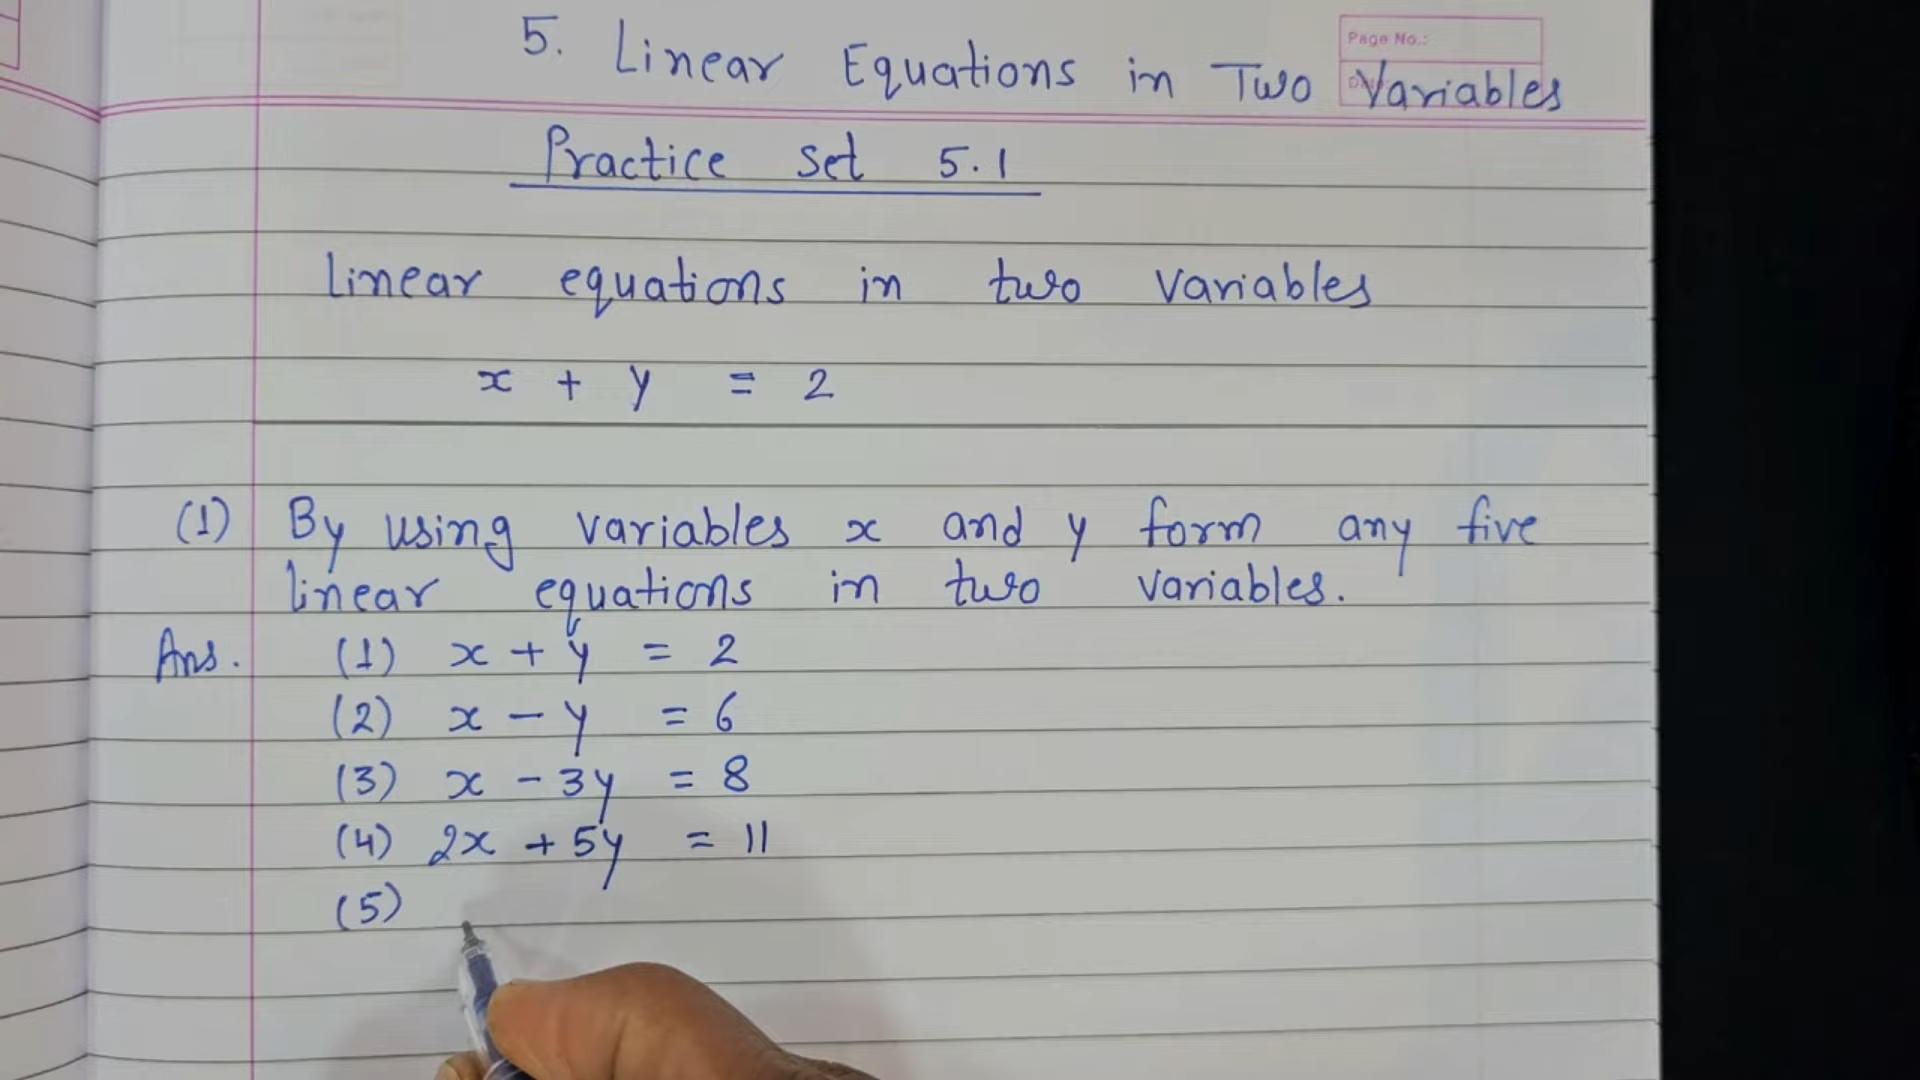 5. Linear Equations in Two Variables
Page No.:
Practice set 5.1
linear equations in two variables
x + y = 2
(1) By using variables x and y form any five
linear equations in two variables.
Ans. (1) x + y = 2
(2) x - y = 6
(3) x - 3y = 8
(4) 2x + 5y = 11
(5)